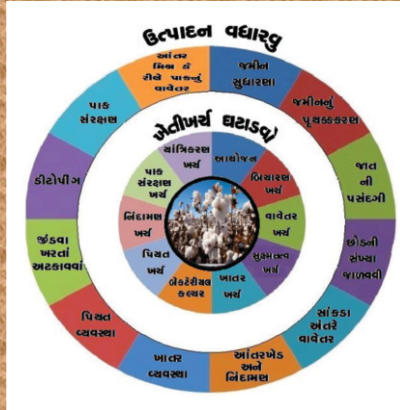 ઉત્પાદન વધારવુ
જમીન
સુધારણા
જમીનનું
પૃથક્કરણ
જાત
ની
પસંદગી
છોડની
સંખ્યા
જાળવવી
સાંકડા
અંતરે
વાવેતર
આંતરખેડ
અને
નિંદામણ
ખાતર
વ્યવસ્થા
પિયત
વ્યવસ્થા
જીંડવા
ખરતાં
અટકાવવાં
ડીટોપીંગ
પાક
સંરક્ષણ
આંતર
મિશ્ર કે
રીલે પાકનું
વાવેતર
ખેતીખર્ચ ઘટાડવો
આયોજન
બિયારણ
ખર્ચ
વાવેતર
ખર્ચ
સુક્ષ્મતત્વ
ખર્ચ
ખાતર
ખર્ચ
બેકટેરીયલ
કલ્ચર
પિયત
ખર્ચ
નિંદામણ
ખર્ચ
પાક
સંરક્ષણ
ખર્ચ
યાંત્રિકરણ
ખર્ચ